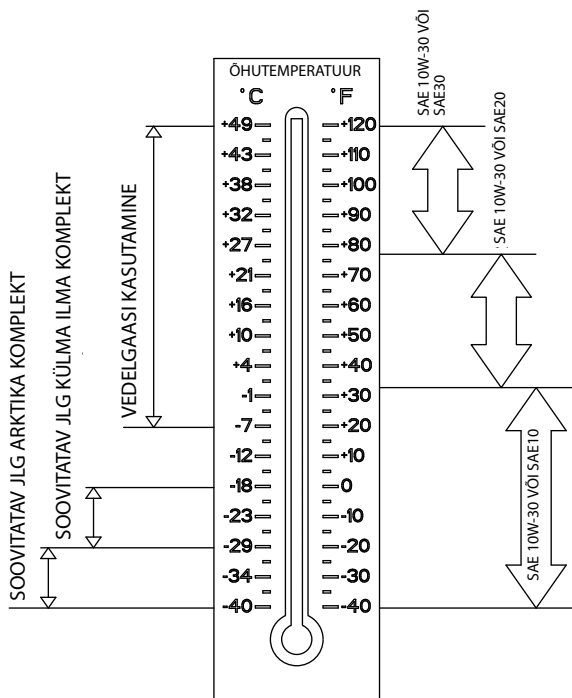 ÕHUTEMPERATUUR
°C °F
+49 +120
+43 +110
+38 +100
+32 +90
+27 +80
+21 +70
+16 +60
+10 +50
+4 +40
-1 +30
-7 +20
-12 +10
-18 0
-23 -10
-29 -20
-34 -30
-40 -40
SOOVITATAV JLG ARKTIKA KOMPLEKT
SOOVITATAV JLG KÜLMA ILMA KOMPLEKT
VEDELGAASI KASUTAMINE
SAE 10W-30 VÕI
SAE30
SAE 10W-30 VÕI SAE20
SAE 10W-30 VÕI SAE10